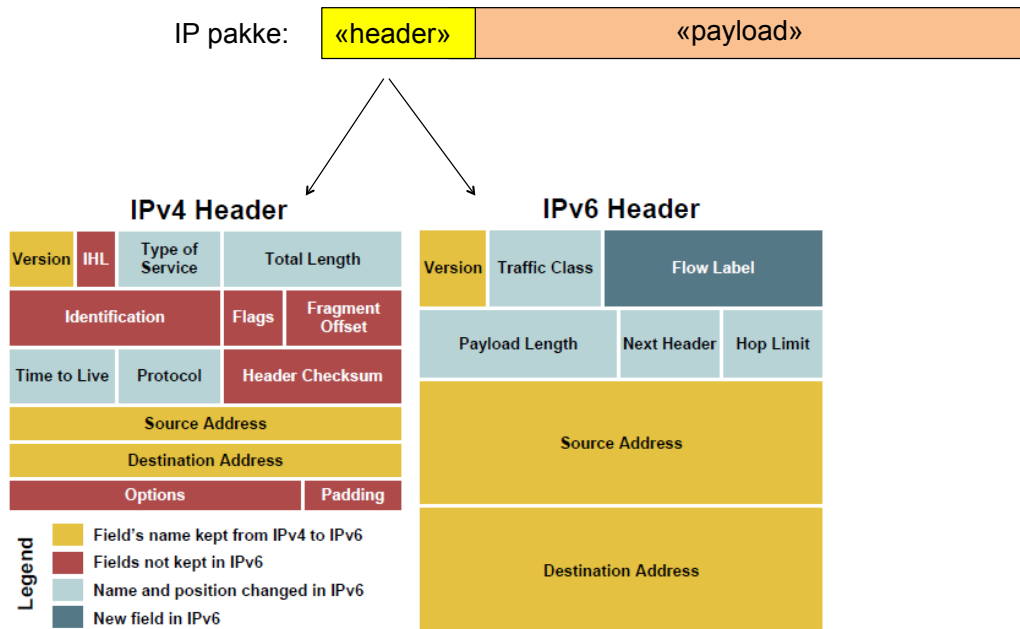 IP pakke: «header» «payload»
IPv4 Header
Version IHL Type of Service Total Length
Identification Flags Fragment Offset
Time to Live Protocol Header Checksum
Source Address
Destination Address
Options Padding
Legend
Field's name kept from IPv4 to IPv6
Fields not kept in IPv6
Name and position changed in IPv6
New field in IPv6
IPv6 Header
Version Traffic Class Flow Label
Payload Length Next Header Hop Limit
Source Address
Destination Address